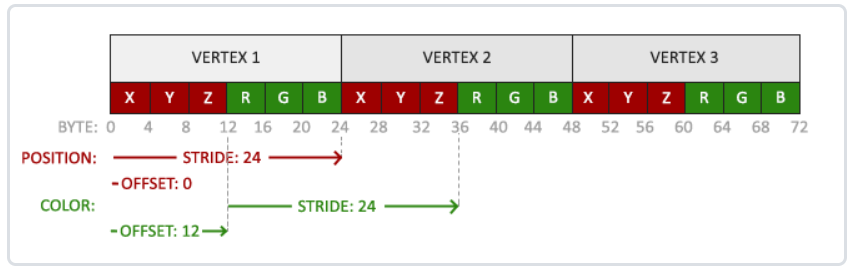 VERTEX 1 VERTEX 2 VERTEX 3
X Y Z R G B X Y Z R G B X Y Z R G B
BYTE: 0 4 8 12 16 20 24 28 32 36 40 44 48 52 56 60 64 68 72
POSITION: STRIDE: 24
-OFFSET: 0
COLOR: STRIDE: 24
-OFFSET: 12